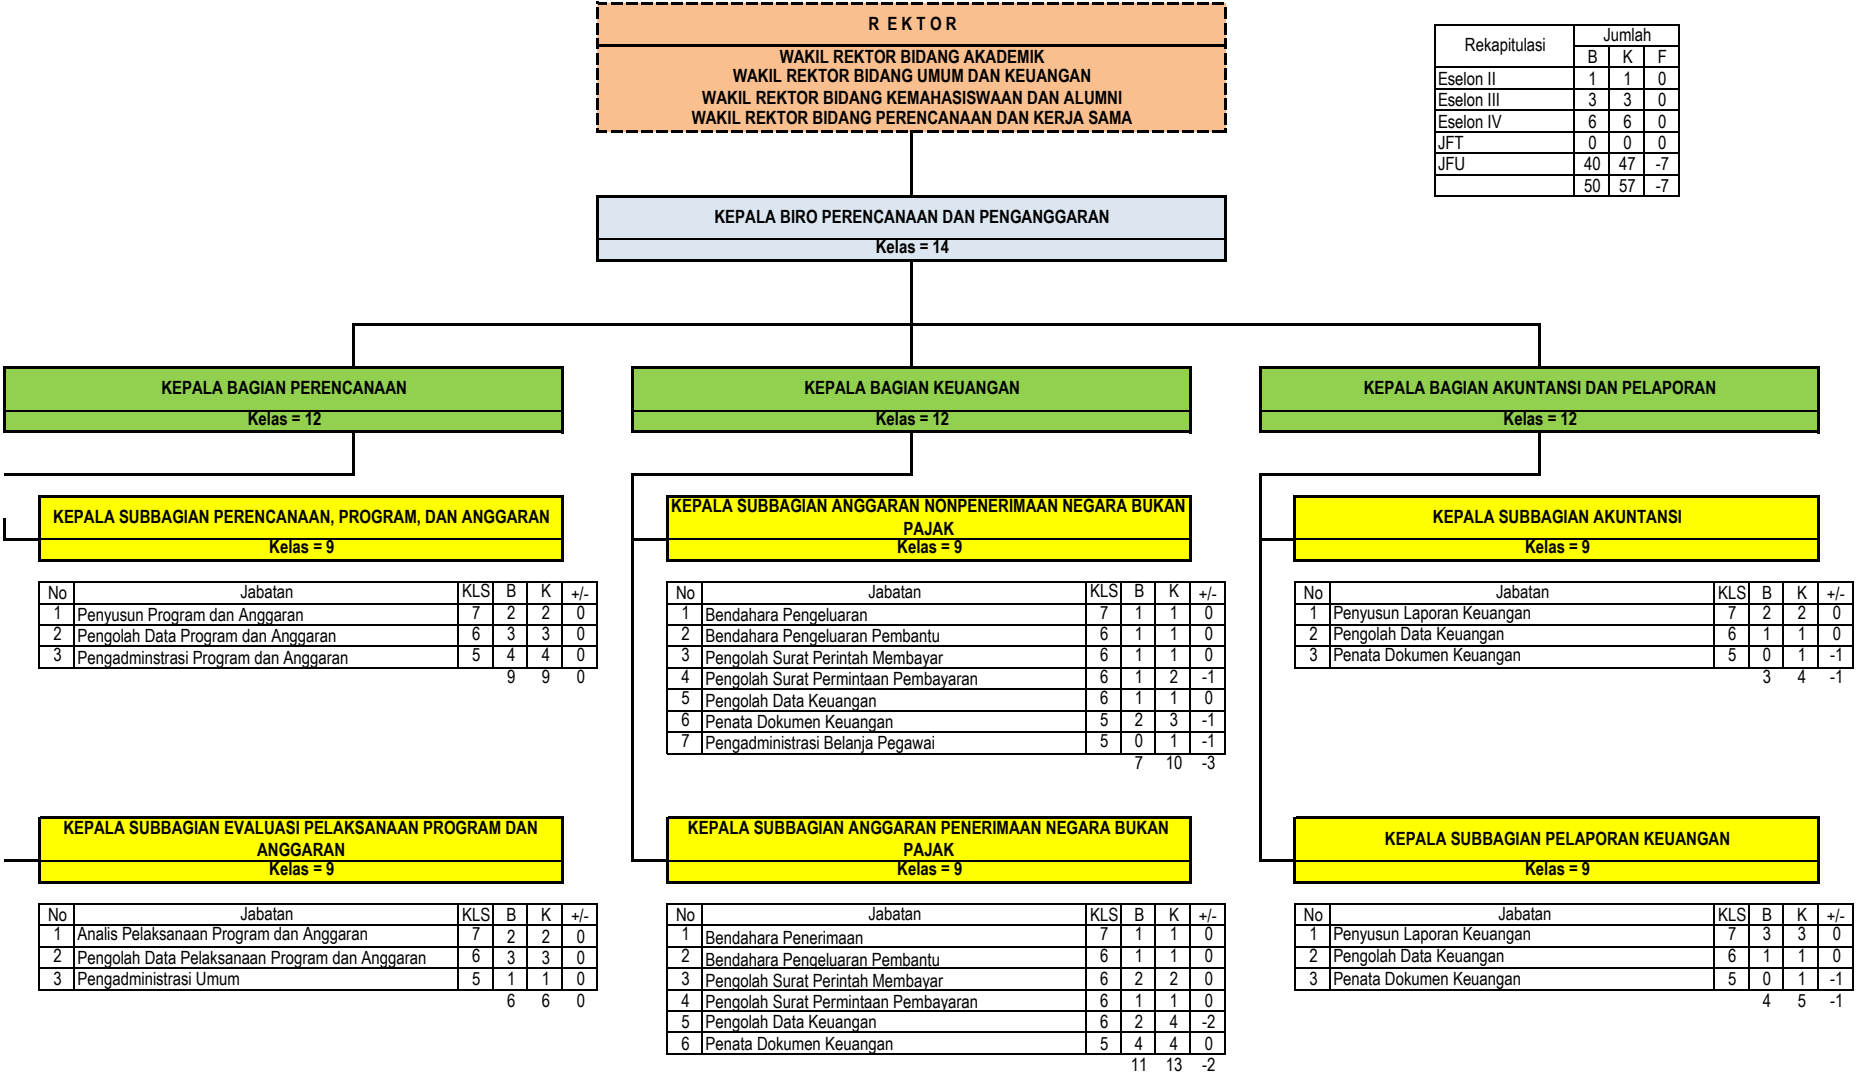 R E K T O R
WAKIL REKTOR BIDANG AKADEMIK
WAKIL REKTOR BIDANG UMUM DAN KEUANGAN
WAKIL REKTOR BIDANG KEMAHASISWAAN DAN ALUMNI
WAKIL REKTOR BIDANG PERENCANAAN DAN KERJA SAMA
Rekapitulasi Jumlah
B K F
Eselon II 1 1 0
Eselon III 3 3 0
Eselon IV 6 6 0
JFT 0 0 0
JFU 40 47 -7
50 57 -7
KEPALA BIRO PERENCANAAN DAN PENGANGGARAN
Kelas = 14
KEPALA BAGIAN PERENCANAAN
Kelas = 12
KEPALA SUBBAGIAN PERENCANAAN, PROGRAM, DAN ANGGARAN
Kelas = 9
No Jabatan KLS B K +/-
1 Penyusun Program dan Anggaran 7 2 2 0
2 Pengolah Data Program dan Anggaran 6 3 3 0
3 Pengadminstrasi Program dan Anggaran 5 4 4 0
9 9 0
KEPALA SUBBAGIAN EVALUASI PELAKSANAAN PROGRAM DAN
ANGGARAN
Kelas = 9
No Jabatan KLS B K +/-
1 Analis Pelaksanaan Program dan Anggaran 7 2 2 0
2 Pengolah Data Pelaksanaan Program dan Anggaran 6 3 3 0
3 Pengadministrasi Umum 5 1 1 0
6 6 0
KEPALA BAGIAN KEUANGAN
Kelas = 12
KEPALA SUBBAGIAN ANGGARAN NONPENERIMAAN NEGARA BUKAN
PAJAK
Kelas = 9
No Jabatan KLS B K +/-
1 Bendahara Pengeluaran 7 1 1 0
2 Bendahara Pengeluaran Pembantu 6 1 1 0
3 Pengolah Surat Perintah Membayar 6 1 1 0
4 Pengolah Surat Permintaan Pembayaran 6 1 2 -1
5 Pengolah Data Keuangan 6 1 1 0
6 Penata Dokumen Keuangan 5 2 3 -1
7 Pengadministrasi Belanja Pegawai 5 0 1 -1
7 10 -3
KEPALA SUBBAGIAN ANGGARAN PENERIMAAN NEGARA BUKAN
PAJAK
Kelas = 9
No Jabatan KLS B K +/-
1 Bendahara Penerimaan 7 1 1 0
2 Bendahara Pengeluaran Pembantu 6 1 1 0
3 Pengolah Surat Perintah Membayar 6 2 2 0
4 Pengolah Surat Permintaan Pembayaran 6 1 1 0
5 Pengolah Data Keuangan 6 2 4 -2
6 Penata Dokumen Keuangan 5 4 4 0
11 13 -2
KEPALA BAGIAN AKUNTANSI DAN PELAPORAN
Kelas = 12
KEPALA SUBBAGIAN AKUNTANSI
Kelas = 9
No Jabatan KLS B K +/-
1 Penyusun Laporan Keuangan 7 2 2 0
2 Pengolah Data Keuangan 6 1 1 0
3 Penata Dokumen Keuangan 5 0 1 -1
3 4 -1
KEPALA SUBBAGIAN PELAPORAN KEUANGAN
Kelas = 9
No Jabatan KLS B K +/-
1 Penyusun Laporan Keuangan 7 3 3 0
2 Pengolah Data Keuangan 6 1 1 0
3 Penata Dokumen Keuangan 5 0 1 -1
4 5 -1